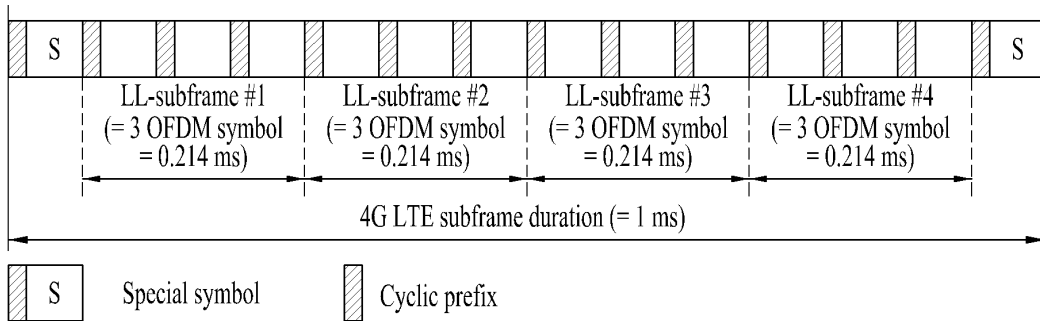 S S
LL-subframe #1 LL-subframe #2 LL-subframe #3 LL-subframe #4
(= 3 OFDM symbol (= 3 OFDM symbol (= 3 OFDM symbol (= 3 OFDM symbol
= 0.214 ms) = 0.214 ms) = 0.214 ms) = 0.214 ms)
4G LTE subframe duration (= 1 ms)
S Special symbol Cyclic prefix